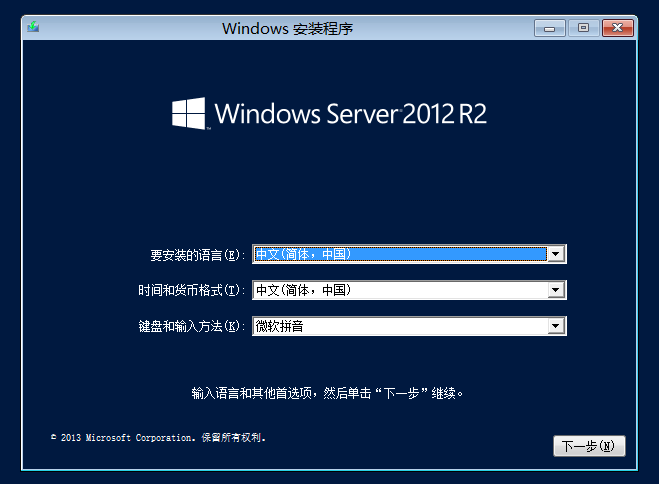 Windows 安装程序
Windows Server 2012 R2
要安装的语言(E): 中文(简体，中国)
时间和货币格式(T): 中文(简体，中国)
键盘和输入方法(K): 微软拼音
输入语言和其他首选项，然后单击“下一步”继续。
© 2013 Microsoft Corporation。保留所有权利。
下一步(N)